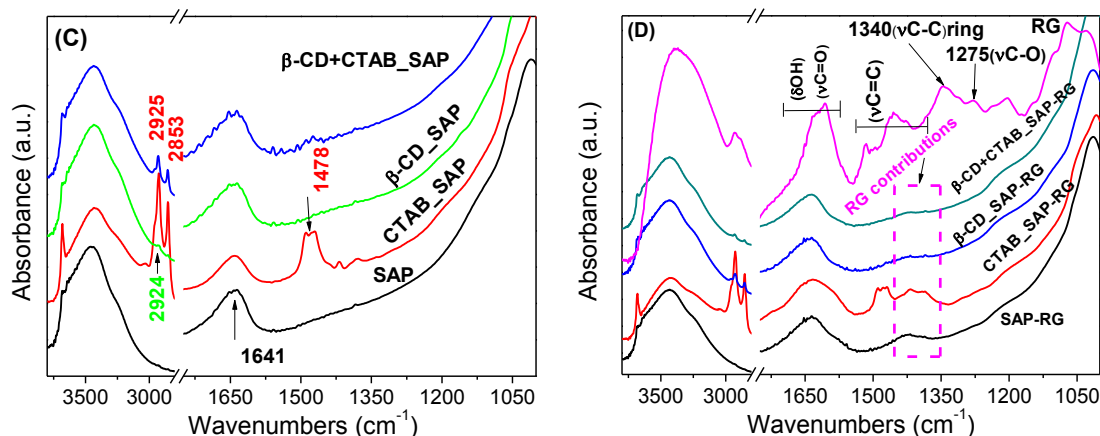 (C)
β-CD+CTAB_SAP
2925
2853
β-CD_SAP
1478
CTAB_SAP
SAP
2924
1641
Absorbance (a.u.)
3500 3000 1650 1500 1350 1200 1050
Wavenumbers (cm⁻¹)
(D)
1340(νC-C)ring
RG
1275(νC-O)
(δOH)
(νC=O)
(νC=C)
RG contributions
β-CD+CTAB_SAP-RG
β-CD_SAP-RG
CTAB_SAP-RG
SAP-RG
Absorbance (a.u.)
3500 3000 1650 1500 1350 1200 1050
Wavenumbers (cm⁻¹)